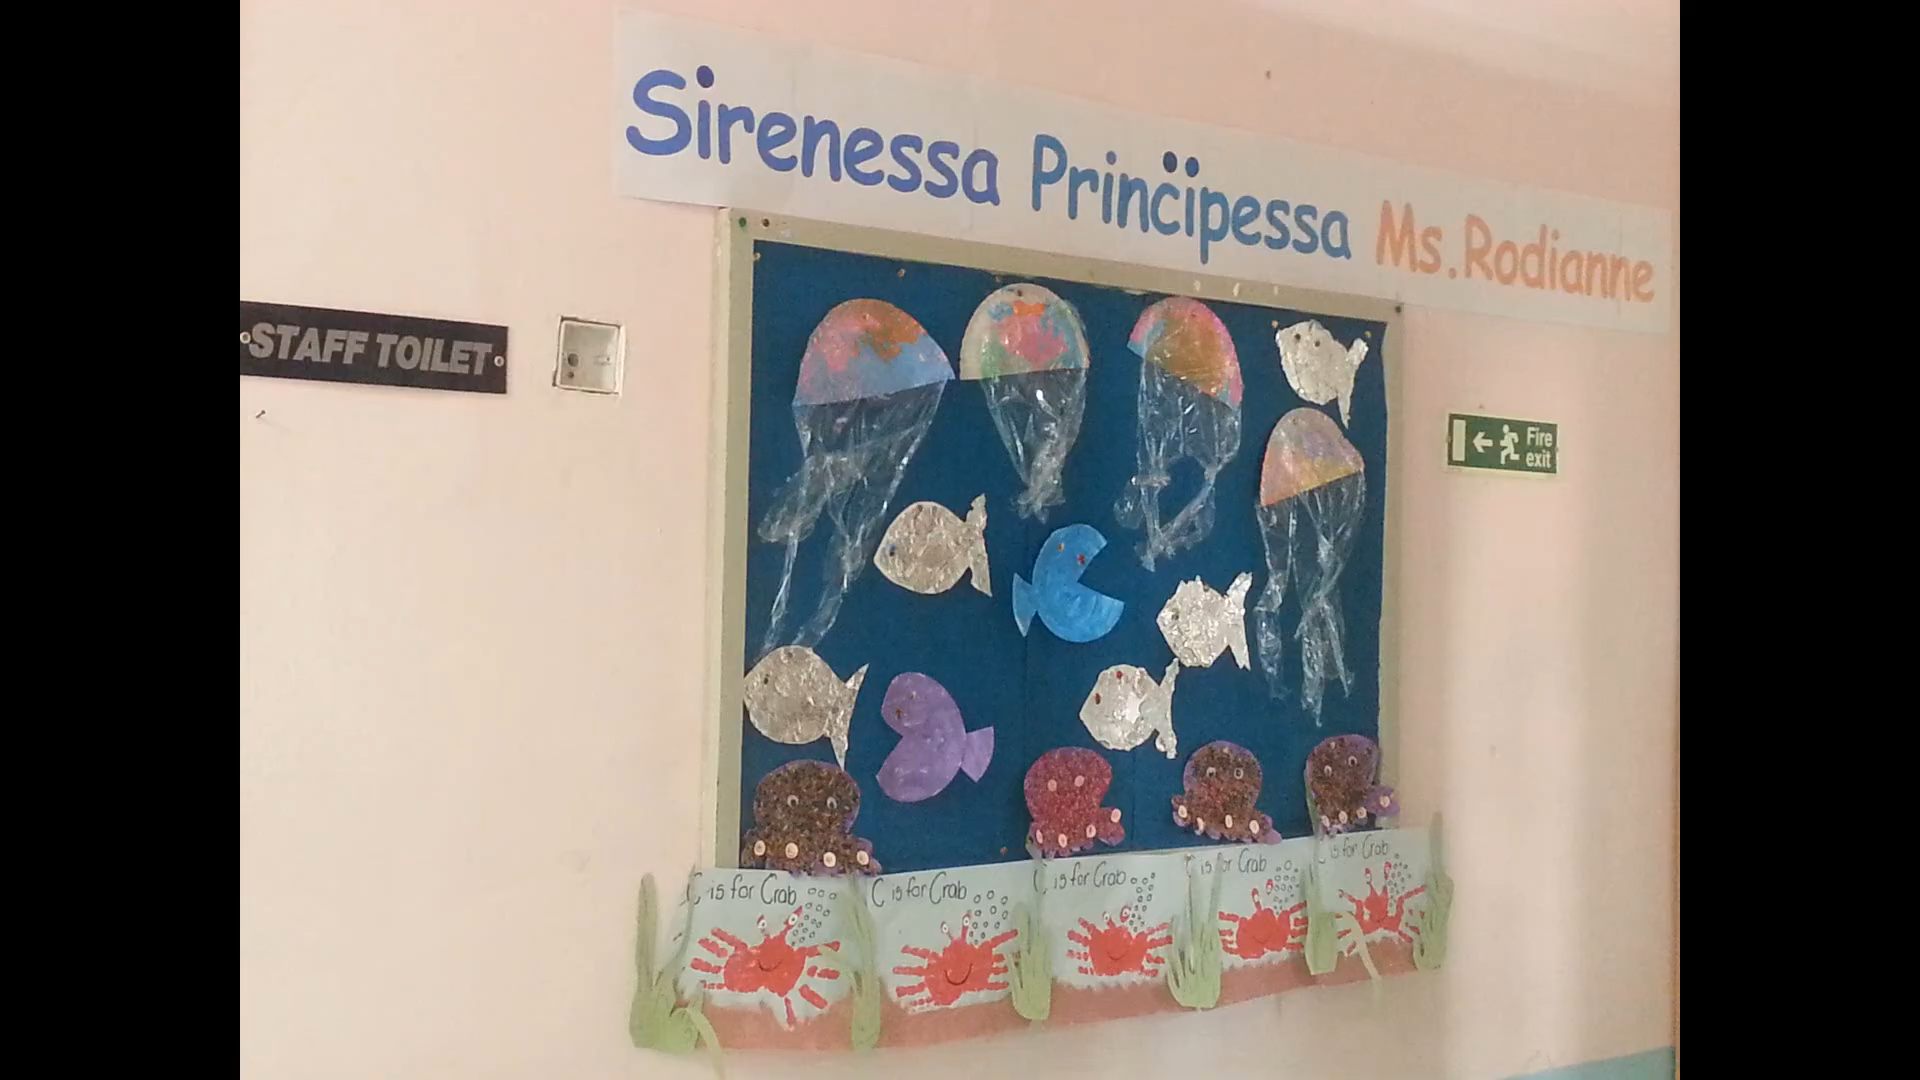 Sirenessa Principessa Ms.Rodianne
STAFF TOILET
Fire
exit
C is for Crab
C is for Crab
C is for Crab
C is for Crab
C is for Crab